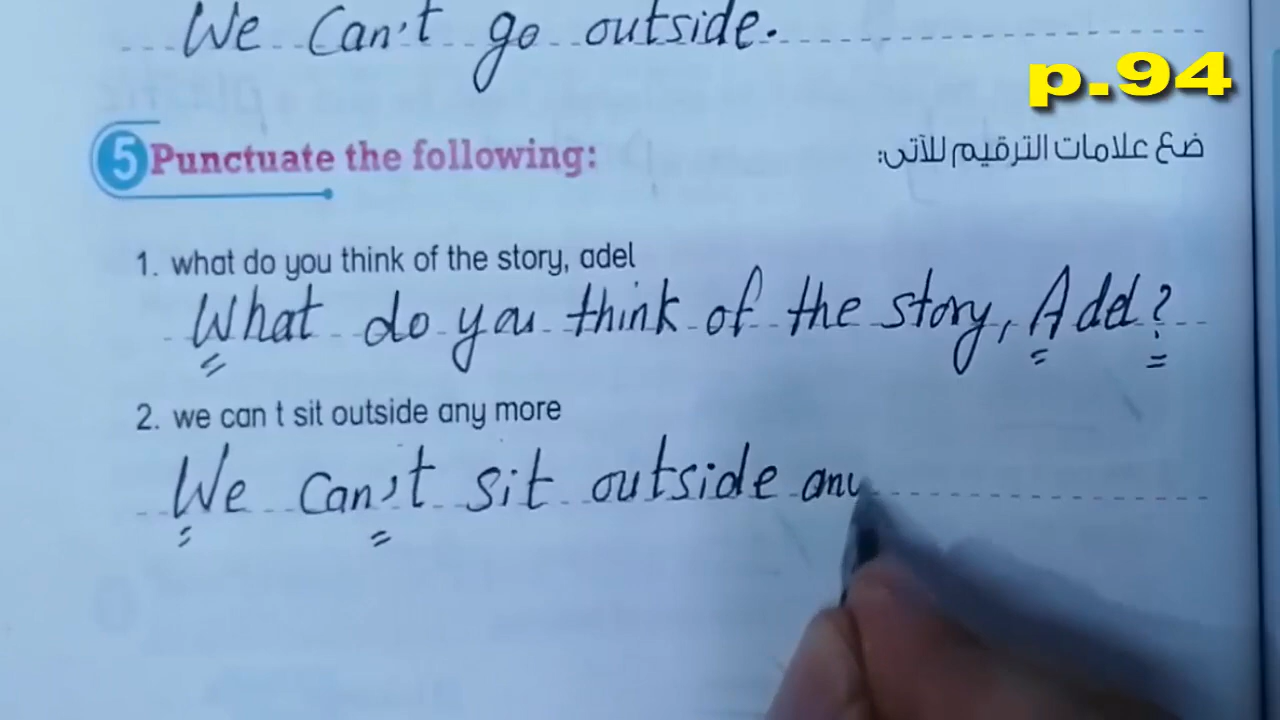 We Can't go outside.
p.94
5 Punctuate the following:
ضع علامات الترقيم للآتى:
1. what do you think of the story, adel
What do you think of the story, Adel?
2. we can t sit outside any more
We Can't sit outside any